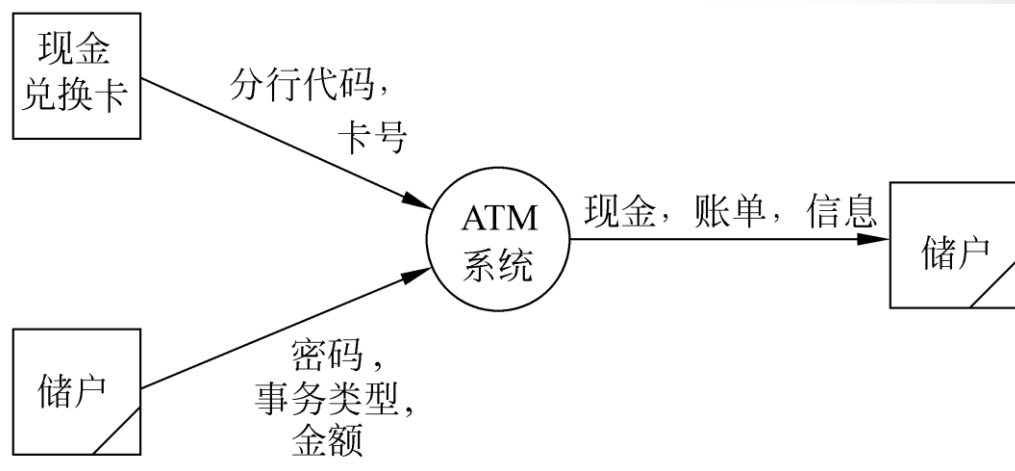 现金
兑换卡
分行代码，
卡号
ATM
系统
现金，账单，信息
储户
储户
密码，
事务类型，
金额